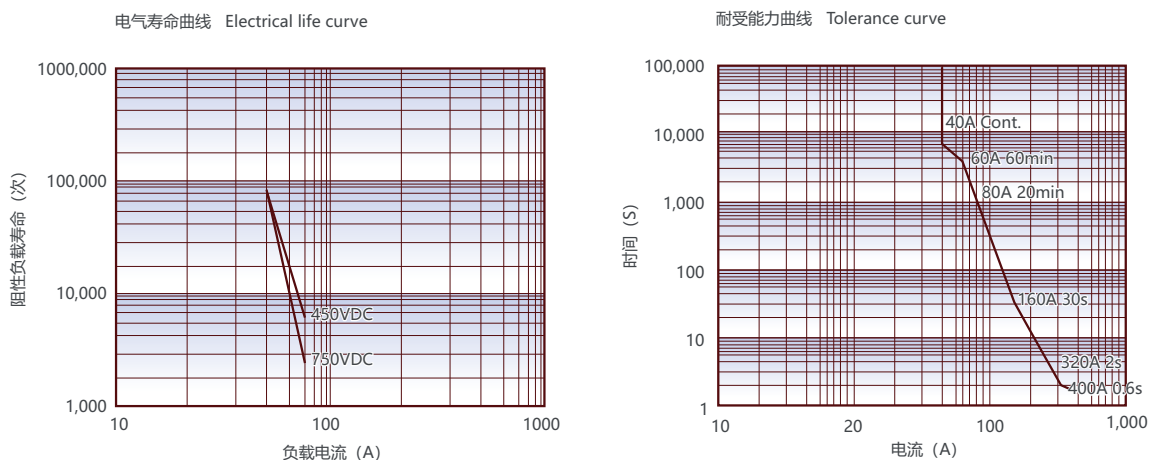 电气寿命曲线 Electrical life curve
1000,000
100,000
10,000
1,000
阻性负载寿命（次）
450VDC
750VDC
10
100
1000
负载电流（A）
耐受能力曲线 Tolerance curve
100,000
10,000
1,000
100
10
1
时间（S）
40A Cont.
60A 60min
80A 20min
160A 30s
320A 2s
400A 0.6s
10
20
100
1,000
电流（A）